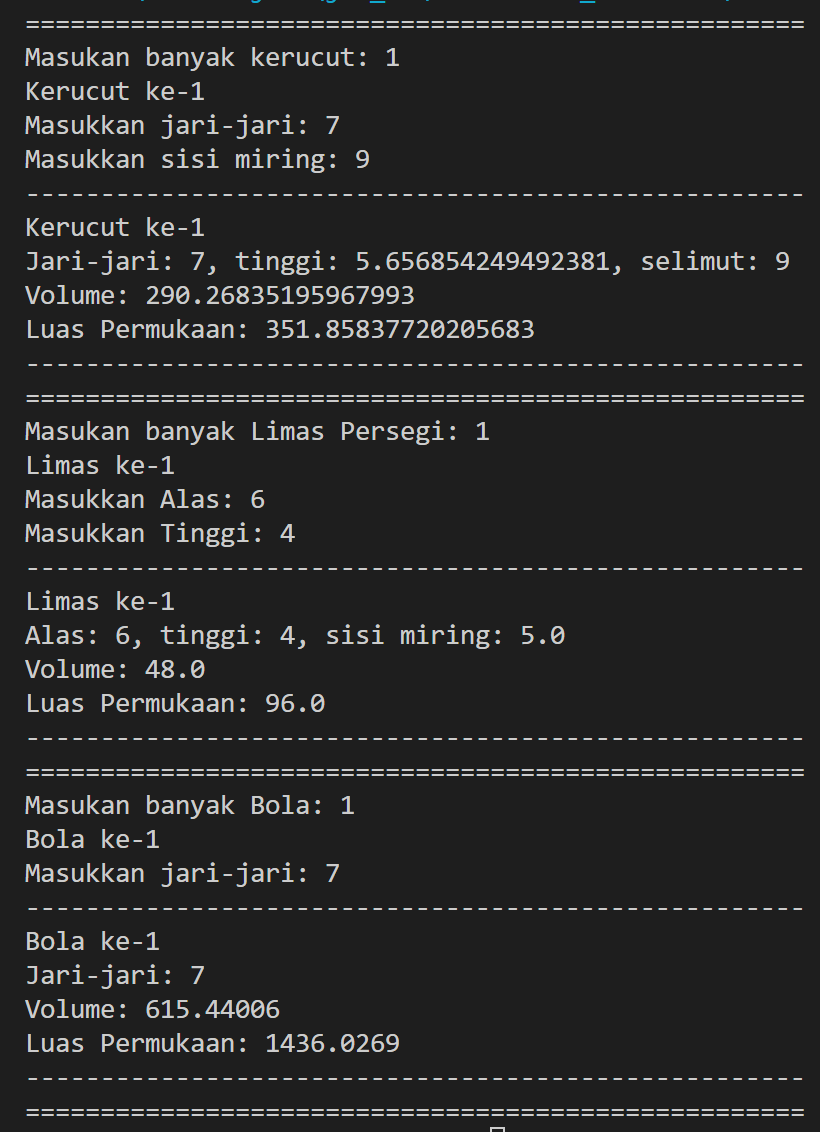 ====================================================
Masukan banyak kerucut: 1
Kerucut ke-1
Masukkan jari-jari: 7
Masukkan sisi miring: 9
----------------------------------------------------
Kerucut ke-1
Jari-jari: 7, tinggi: 5.656854249492381, selimut: 9
Volume: 290.26835195967993
Luas Permukaan: 351.85837720205683
----------------------------------------------------
====================================================
Masukan banyak Limas Persegi: 1
Limas ke-1
Masukkan Alas: 6
Masukkan Tinggi: 4
----------------------------------------------------
Limas ke-1
Alas: 6, tinggi: 4, sisi miring: 5.0
Volume: 48.0
Luas Permukaan: 96.0
----------------------------------------------------
====================================================
Masukan banyak Bola: 1
Bola ke-1
Masukkan jari-jari: 7
----------------------------------------------------
Bola ke-1
Jari-jari: 7
Volume: 615.44006
Luas Permukaan: 1436.0269
----------------------------------------------------
====================================================